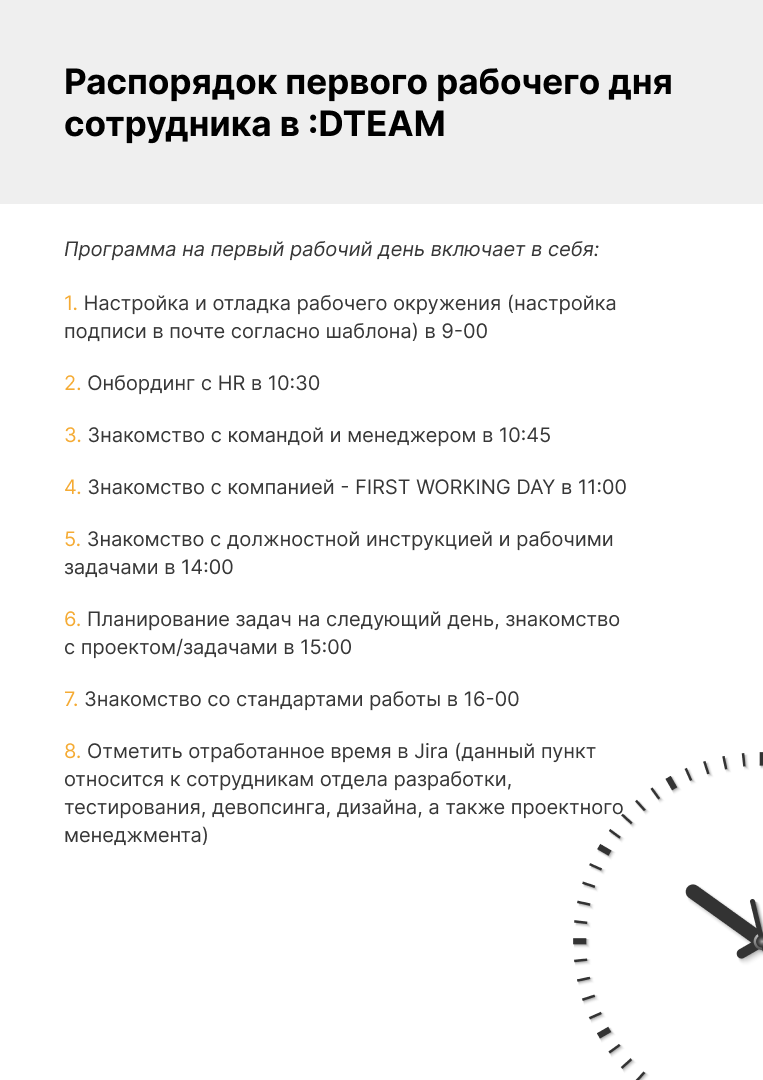 Распорядок первого рабочего дня
сотрудника в :DTEAM
Программа на первый рабочий день включает в себя:
1. Настройка и отладка рабочего окружения (настройка
подписи в почте согласно шаблона) в 9-00
2. Онбординг с HR в 10:30
3. Знакомство с командой и менеджером в 10:45
4. Знакомство с компанией - FIRST WORKING DAY в 11:00
5. Знакомство с должностной инструкцией и рабочими
задачами в 14:00
6. Планирование задач на следующий день, знакомство
с проектом/задачами в 15:00
7. Знакомство со стандартами работы в 16-00
8. Отметить отработанное время в Jira (данный пункт
относится к сотрудникам отдела разработки,
тестирования, девопсинга, дизайна, а также проектного
менеджмента)